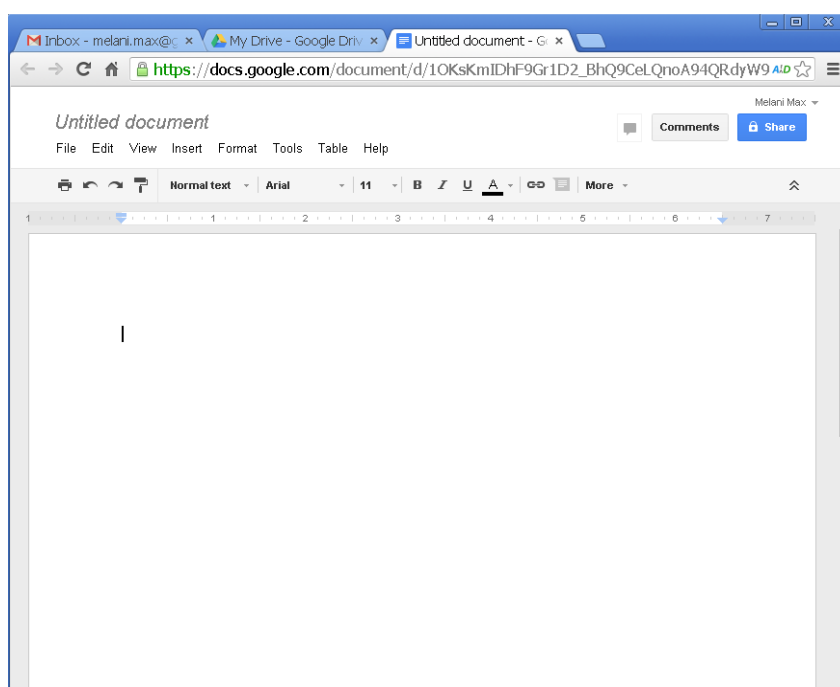 Inbox - melani.max@g
My Drive - Google Driv
Untitled document - Go
https://docs.google.com/document/d/1OKsKmIDhF9Gr1D2_BhQ9CeLQnoA94QRdyW9
Melani Max
Untitled document
Comments
Share
File Edit View Insert Format Tools Table Help
Normal text Arial 11 B I U A More
1 1 2 3 4 5 6 7